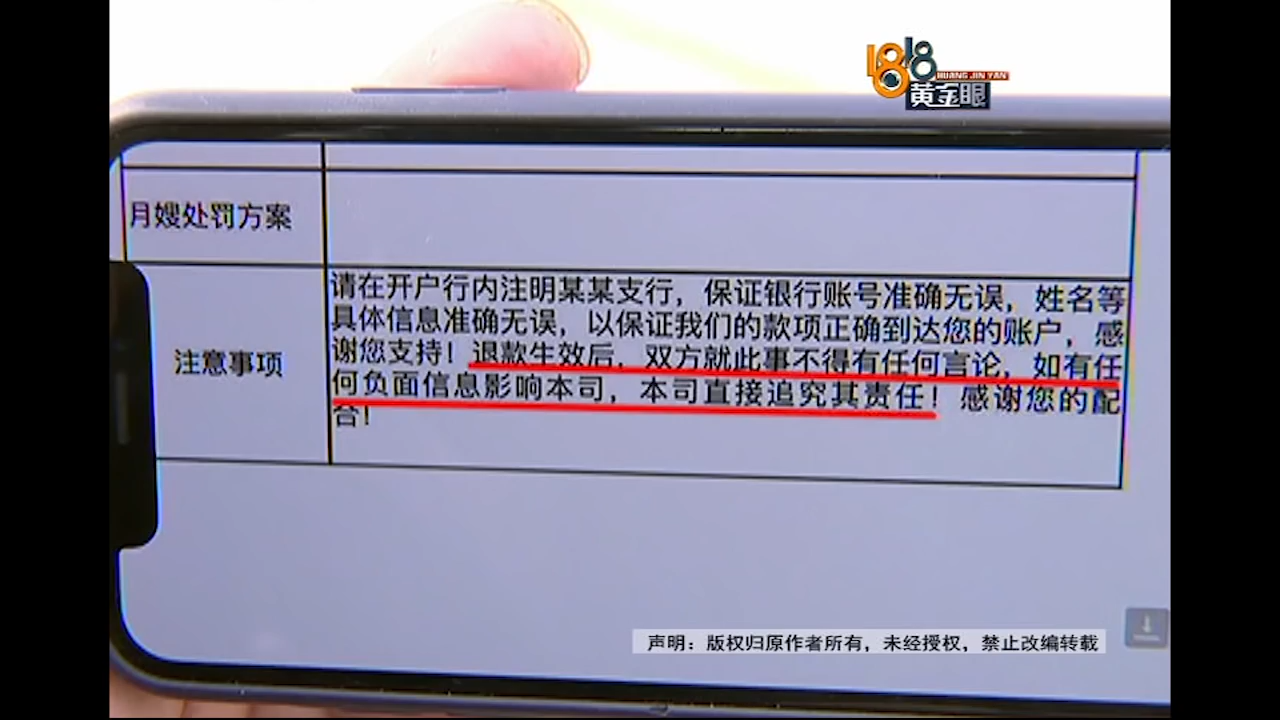 1818
HUANG JIN YAN
黄金眼
月嫂处罚方案
注意事项
请在开户行内注明某某支行，保证银行账号准确无误，姓名等
具体信息准确无误，以保证我们的款项正确到达您的账户，感
谢您支持！退款生效后，双方就此事不得有任何言论，如有任
何负面信息影响本司，本司直接追究其责任！感谢您的配
合！
声明：版权归原作者所有，未经授权，禁止改编转载